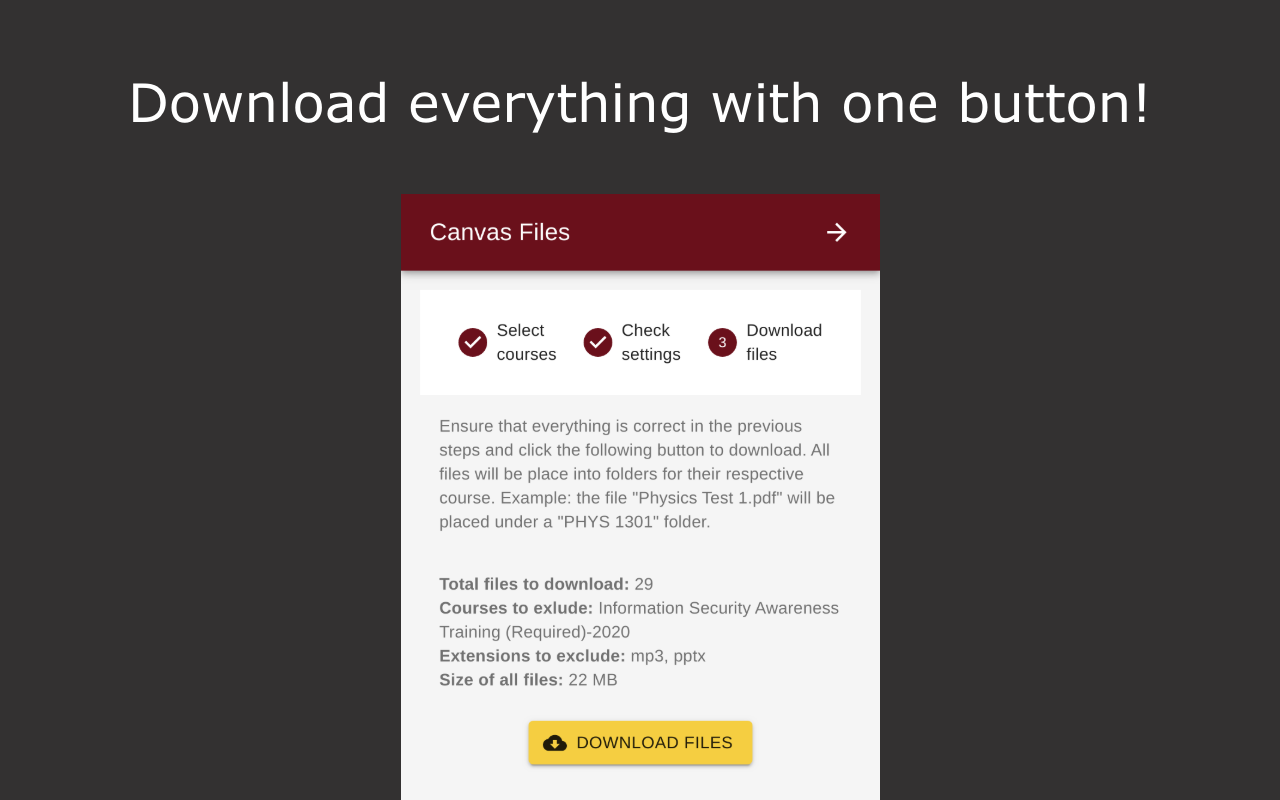 Download everything with one button!
Canvas Files
Select courses
Check settings
3 Download files
Ensure that everything is correct in the previous
steps and click the following button to download. All
files will be place into folders for their respective
course. Example: the file "Physics Test 1.pdf" will be
placed under a "PHYS 1301" folder.
Total files to download: 29
Courses to exlude: Information Security Awareness
Training (Required)-2020
Extensions to exclude: mp3, pptx
Size of all files: 22 MB
DOWNLOAD FILES